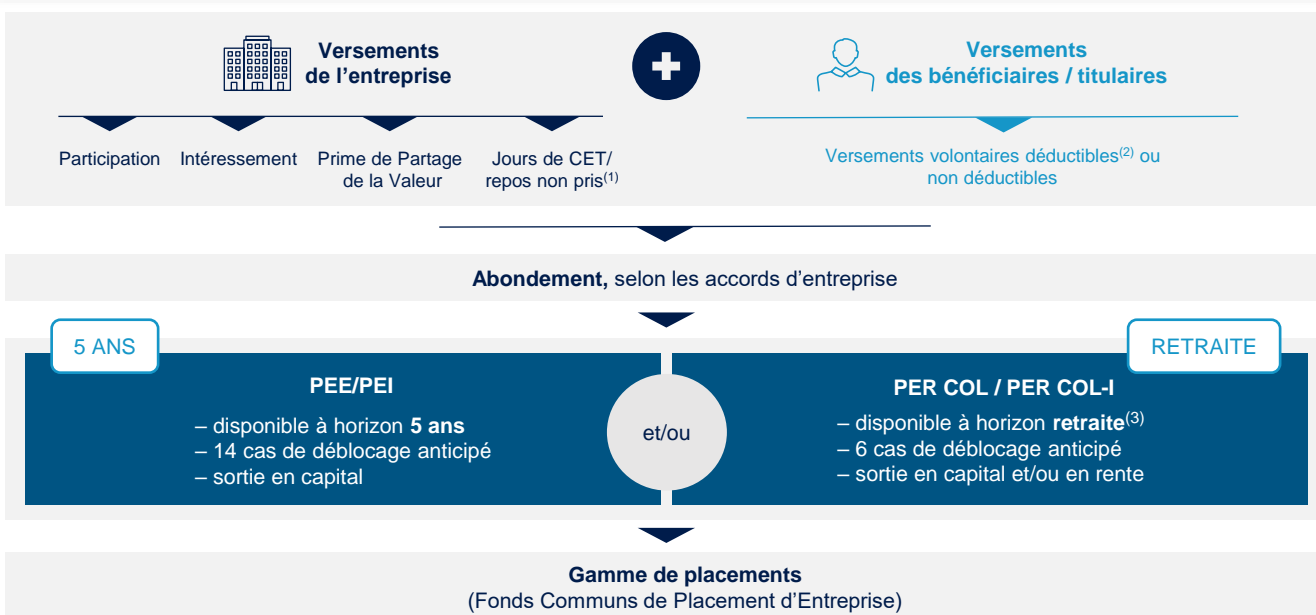 Versements
de l’entreprise
Versements
des bénéficiaires / titulaires
Participation
Intéressement
Prime de Partage
de la Valeur
Jours de CET/
repos non pris(1)
Versements volontaires déductibles(2) ou
non déductibles
Abondement, selon les accords d’entreprise
5 ANS
PEE/PEI
– disponible à horizon 5 ans
– 14 cas de déblocage anticipé
– sortie en capital
et/ou
RETRAITE
PER COL / PER COL-I
– disponible à horizon retraite(3)
– 6 cas de déblocage anticipé
– sortie en capital et/ou en rente
Gamme de placements
(Fonds Communs de Placement d’Entreprise)